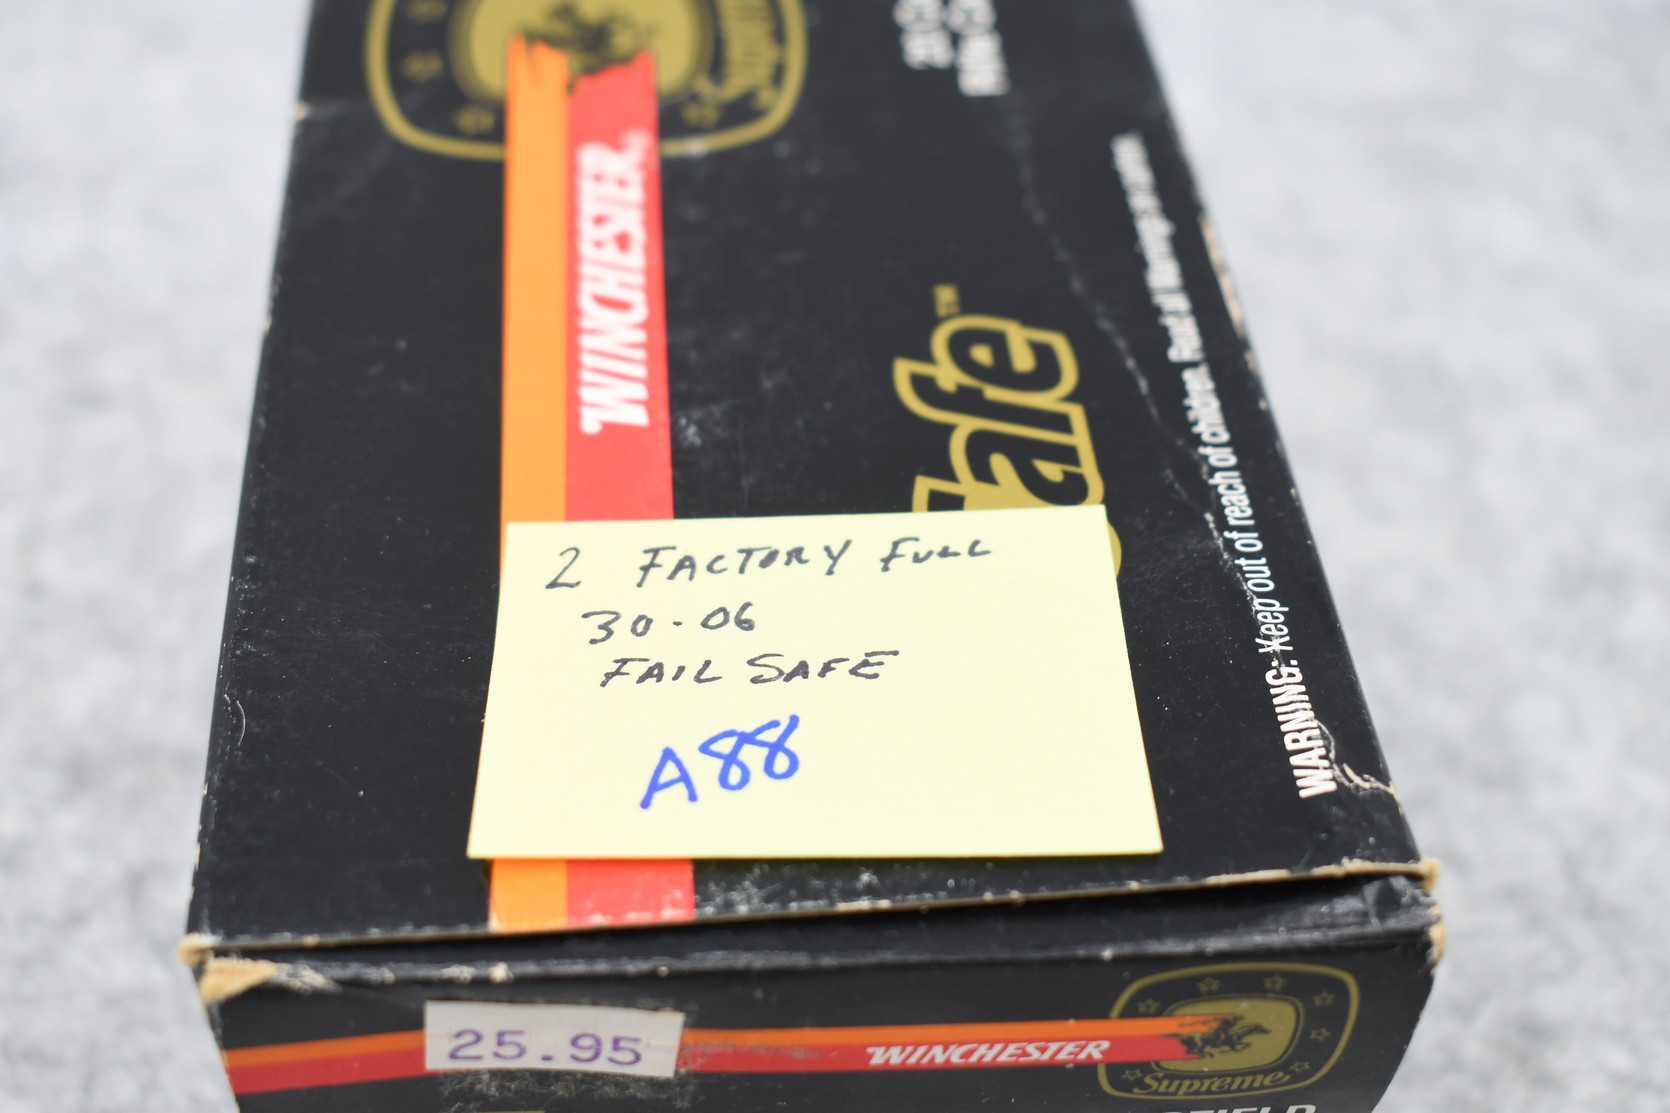 WINCHESTER®
afe™
WARNING: Keep out of reach of children. Read all warnings on carton.
2 FACTORY FULL
30-06
FAIL SAFE
A88
25.95
WINCHESTER
Supreme